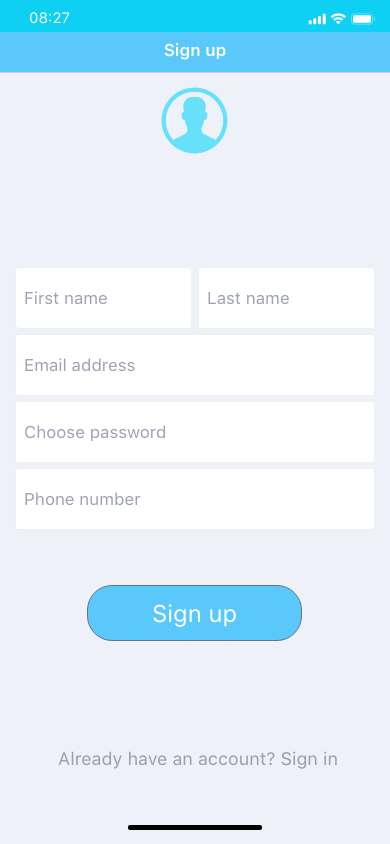 08:27
Sign up
First name Last name
Email address
Choose password
Phone number
Sign up
Already have an account? Sign in